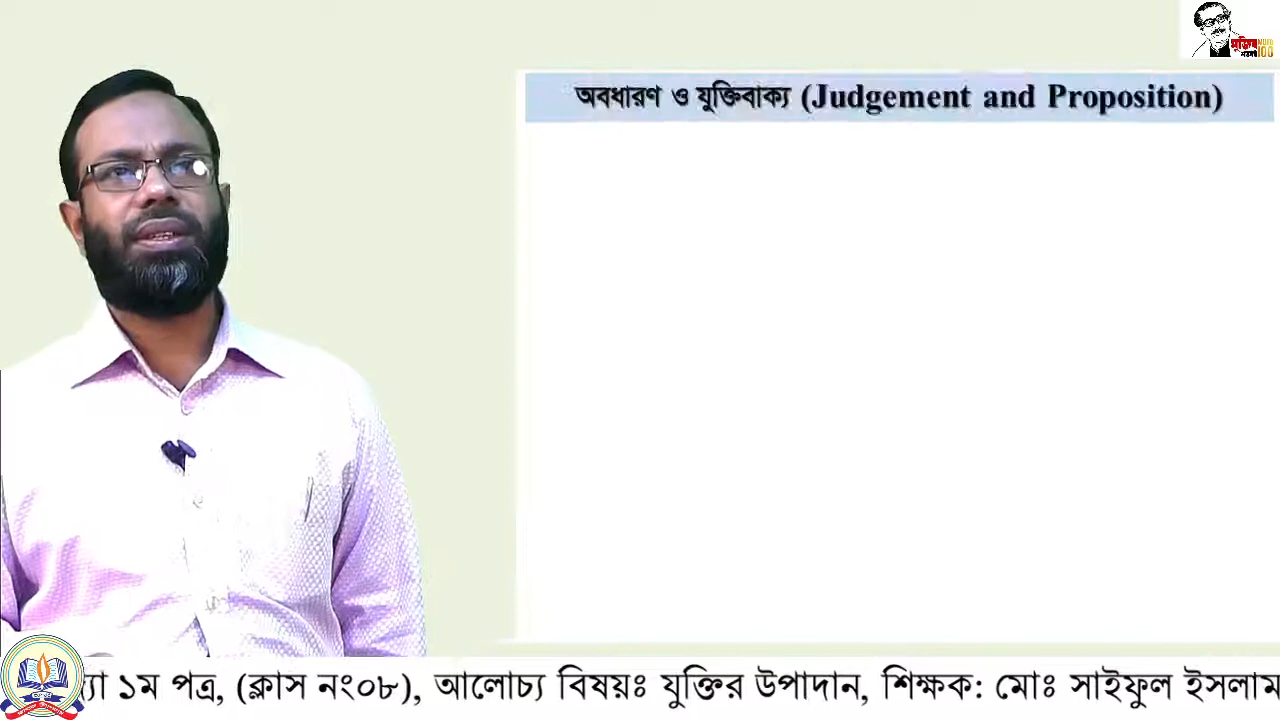 অবধারণ ও যুক্তিবাক্য (Judgement and Proposition)
১ম পত্র, (ক্লাস নং০৮), আলোচ্য বিষয়ঃ যুক্তির উপাদান, শিক্ষক: মোঃ সাইফুল ইসলাম